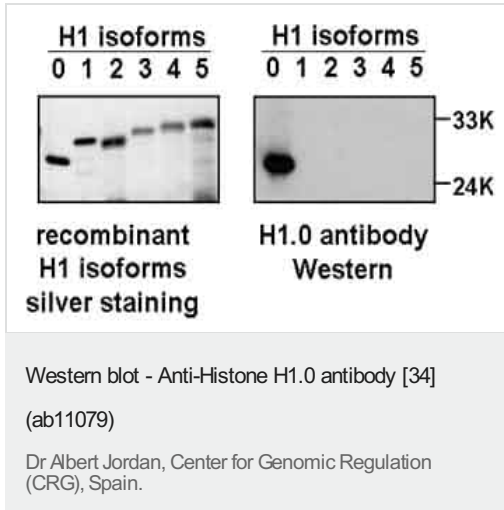 H1 isoforms
0 1 2 3 4 5
recombinant
H1 isoforms
silver staining
H1 isoforms
0 1 2 3 4 5
33K
24K
H1.0 antibody
Western
Western blot - Anti-Histone H1.0 antibody [34]
(ab11079)
Dr Albert Jordan, Center for Genomic Regulation
(CRG), Spain.